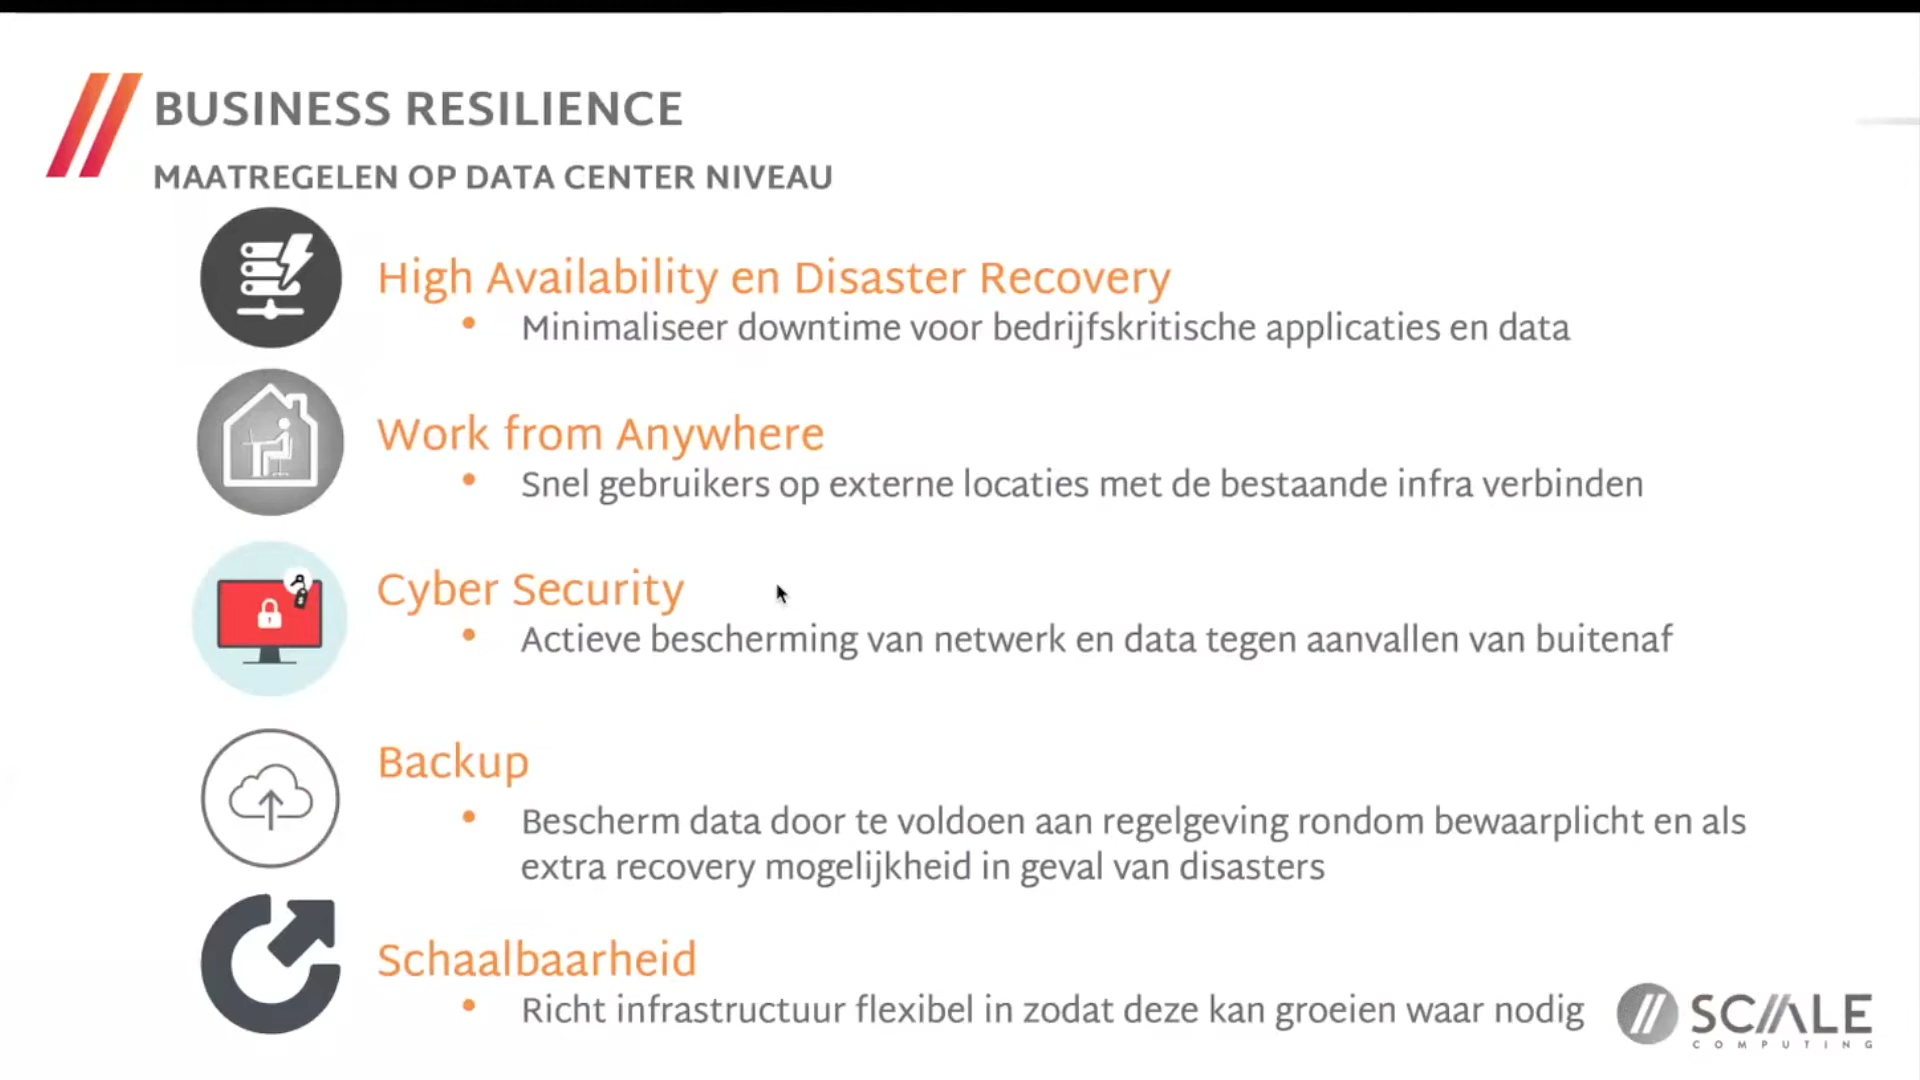 BUSINESS RESILIENCE
MAATREGELEN OP DATA CENTER NIVEAU
High Availability en Disaster Recovery
• Minimaliseer downtime voor bedrijfskritische applicaties en data
Work from Anywhere
• Snel gebruikers op externe locaties met de bestaande infra verbinden
Cyber Security
• Actieve bescherming van netwerk en data tegen aanvallen van buitenaf
Backup
• Bescherm data door te voldoen aan regelgeving rondom bewaarplicht en als
extra recovery mogelijkheid in geval van disasters
Schaalbaarheid
• Richt infrastructuur flexibel in zodat deze kan groeien waar nodig
SCALE
COMPUTING